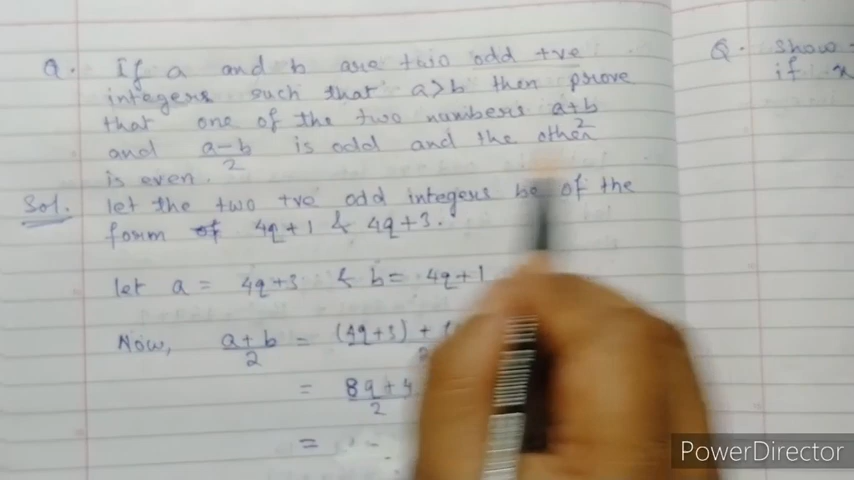 Q. If a and b are two odd +ve
integers such that a>b then prove
that one of the two numbers a+b/2
and a-b/2 is odd and the other
is even.
Sol. let the two +ve odd integers be of the
form of 4q+1 & 4q+3.
let a = 4q+3 & b= 4q+1
Now, a+b/2 = (4q+3) +
= 8q+4/2
=
Q. Show
if x
PowerDirector